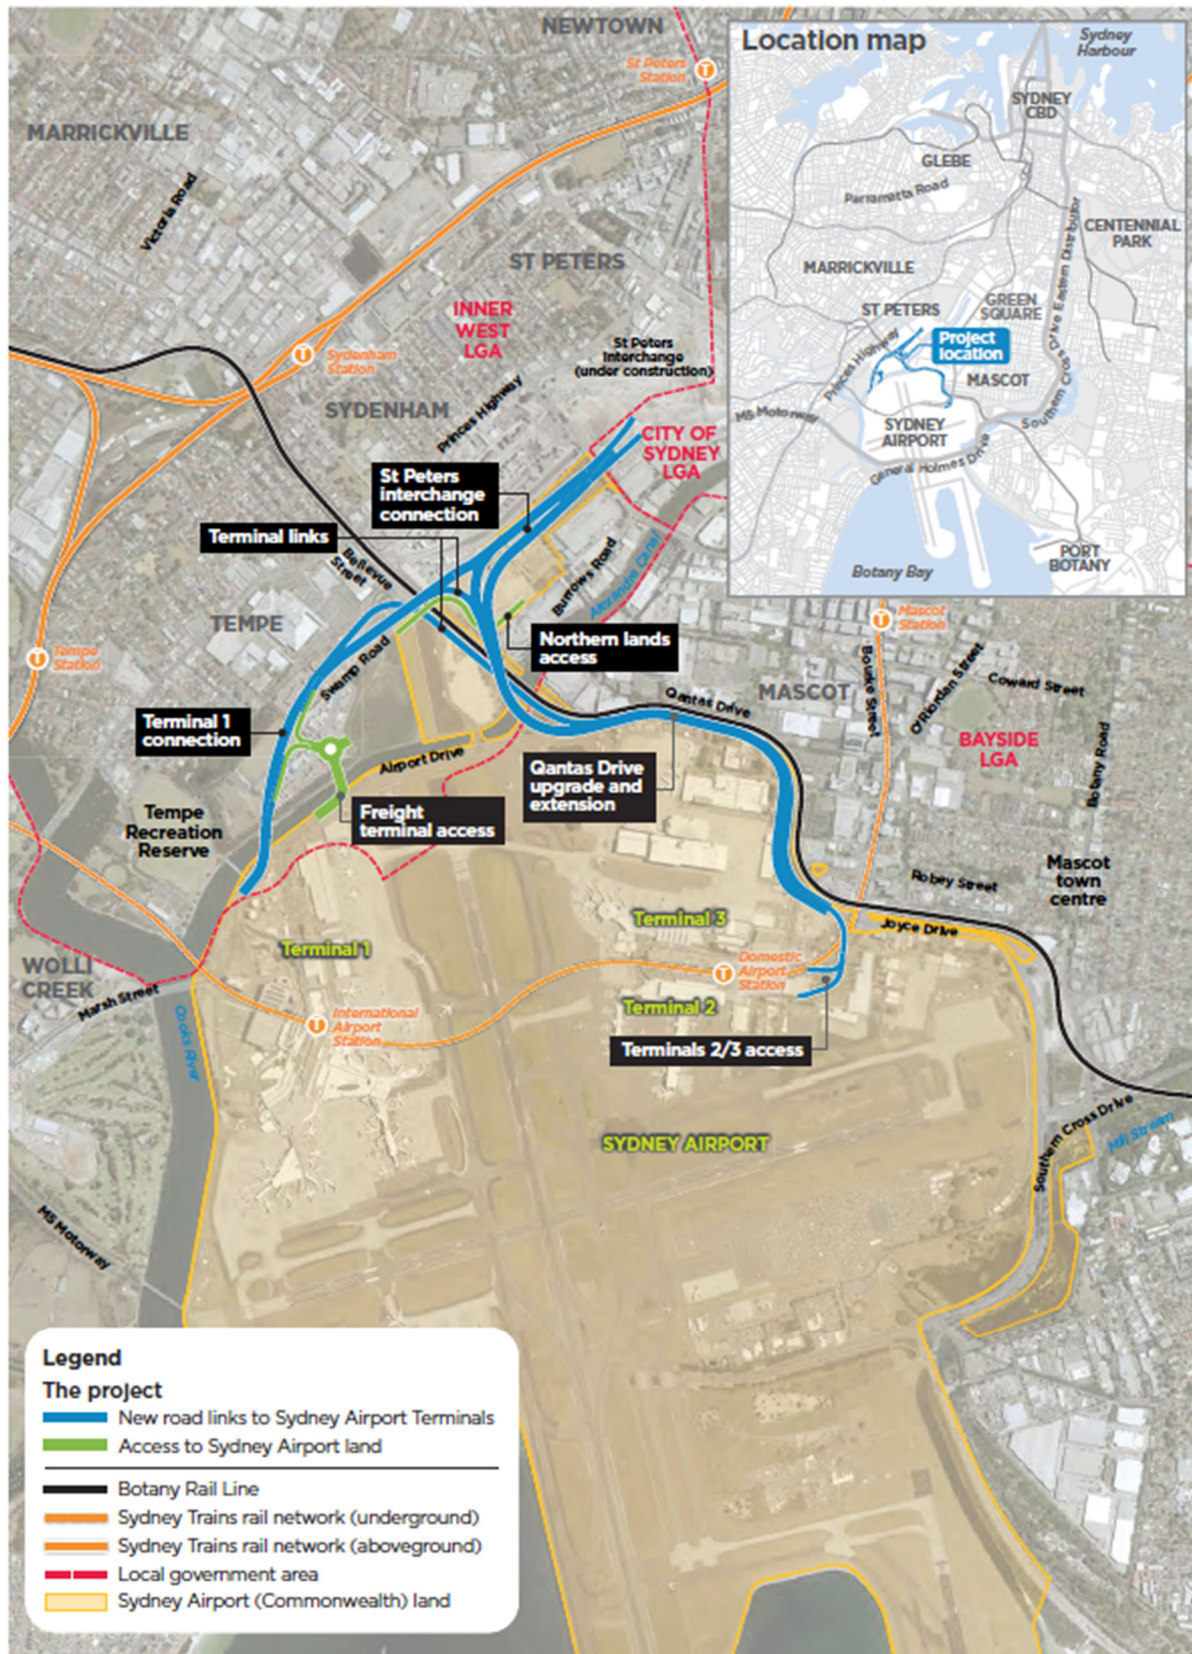 NEWTOWN
St Peters
Station
MARRICKVILLE
Victoria Road
ST PETERS
INNER
WEST
LGA
St Peters
Interchange
(under construction)
Sydenham
Station
SYDENHAM
Princes Highway
CITY OF
SYDNEY
LGA
St Peters
interchange
connection
Terminal links
Bellevue
Street
Burrows Road
Alexandra Canal
TEMPE
Tempe
Station
Swamp Road
Northern lands
access
Terminal 1
connection
Airport Drive
Freight
terminal access
Tempe
Recreation
Reserve
Qantas Drive
MASCOT
Qantas Drive
upgrade and
extension
Mascot
Station
Bourke Street
O'Riordan Street
Coward Street
BAYSIDE
LGA
Botany Road
Mascot
town
centre
Robey Street
Joyce Drive
Terminal 1
Terminal 3
Domestic
Airport
Station
Terminal 2
Terminals 2/3 access
WOLLI
CREEK
Marsh Street
Cooks River
International
Airport
Station
SYDNEY AIRPORT
Southern Cross Drive
Mill Stream
M5 Motorway
Location map
Sydney
Harbour
SYDNEY
CBD
GLEBE
Parramatta Road
CENTENNIAL
PARK
MARRICKVILLE
ST PETERS
GREEN
SQUARE
Eastern Distributor
Princes Highway
Project
location
MASCOT
Southern Cross Drive
M5 Motorway
SYDNEY
AIRPORT
General Holmes Drive
PORT
BOTANY
Botany Bay
Legend
The project
New road links to Sydney Airport Terminals
Access to Sydney Airport land
Botany Rail Line
Sydney Trains rail network (underground)
Sydney Trains rail network (aboveground)
Local government area
Sydney Airport (Commonwealth) land